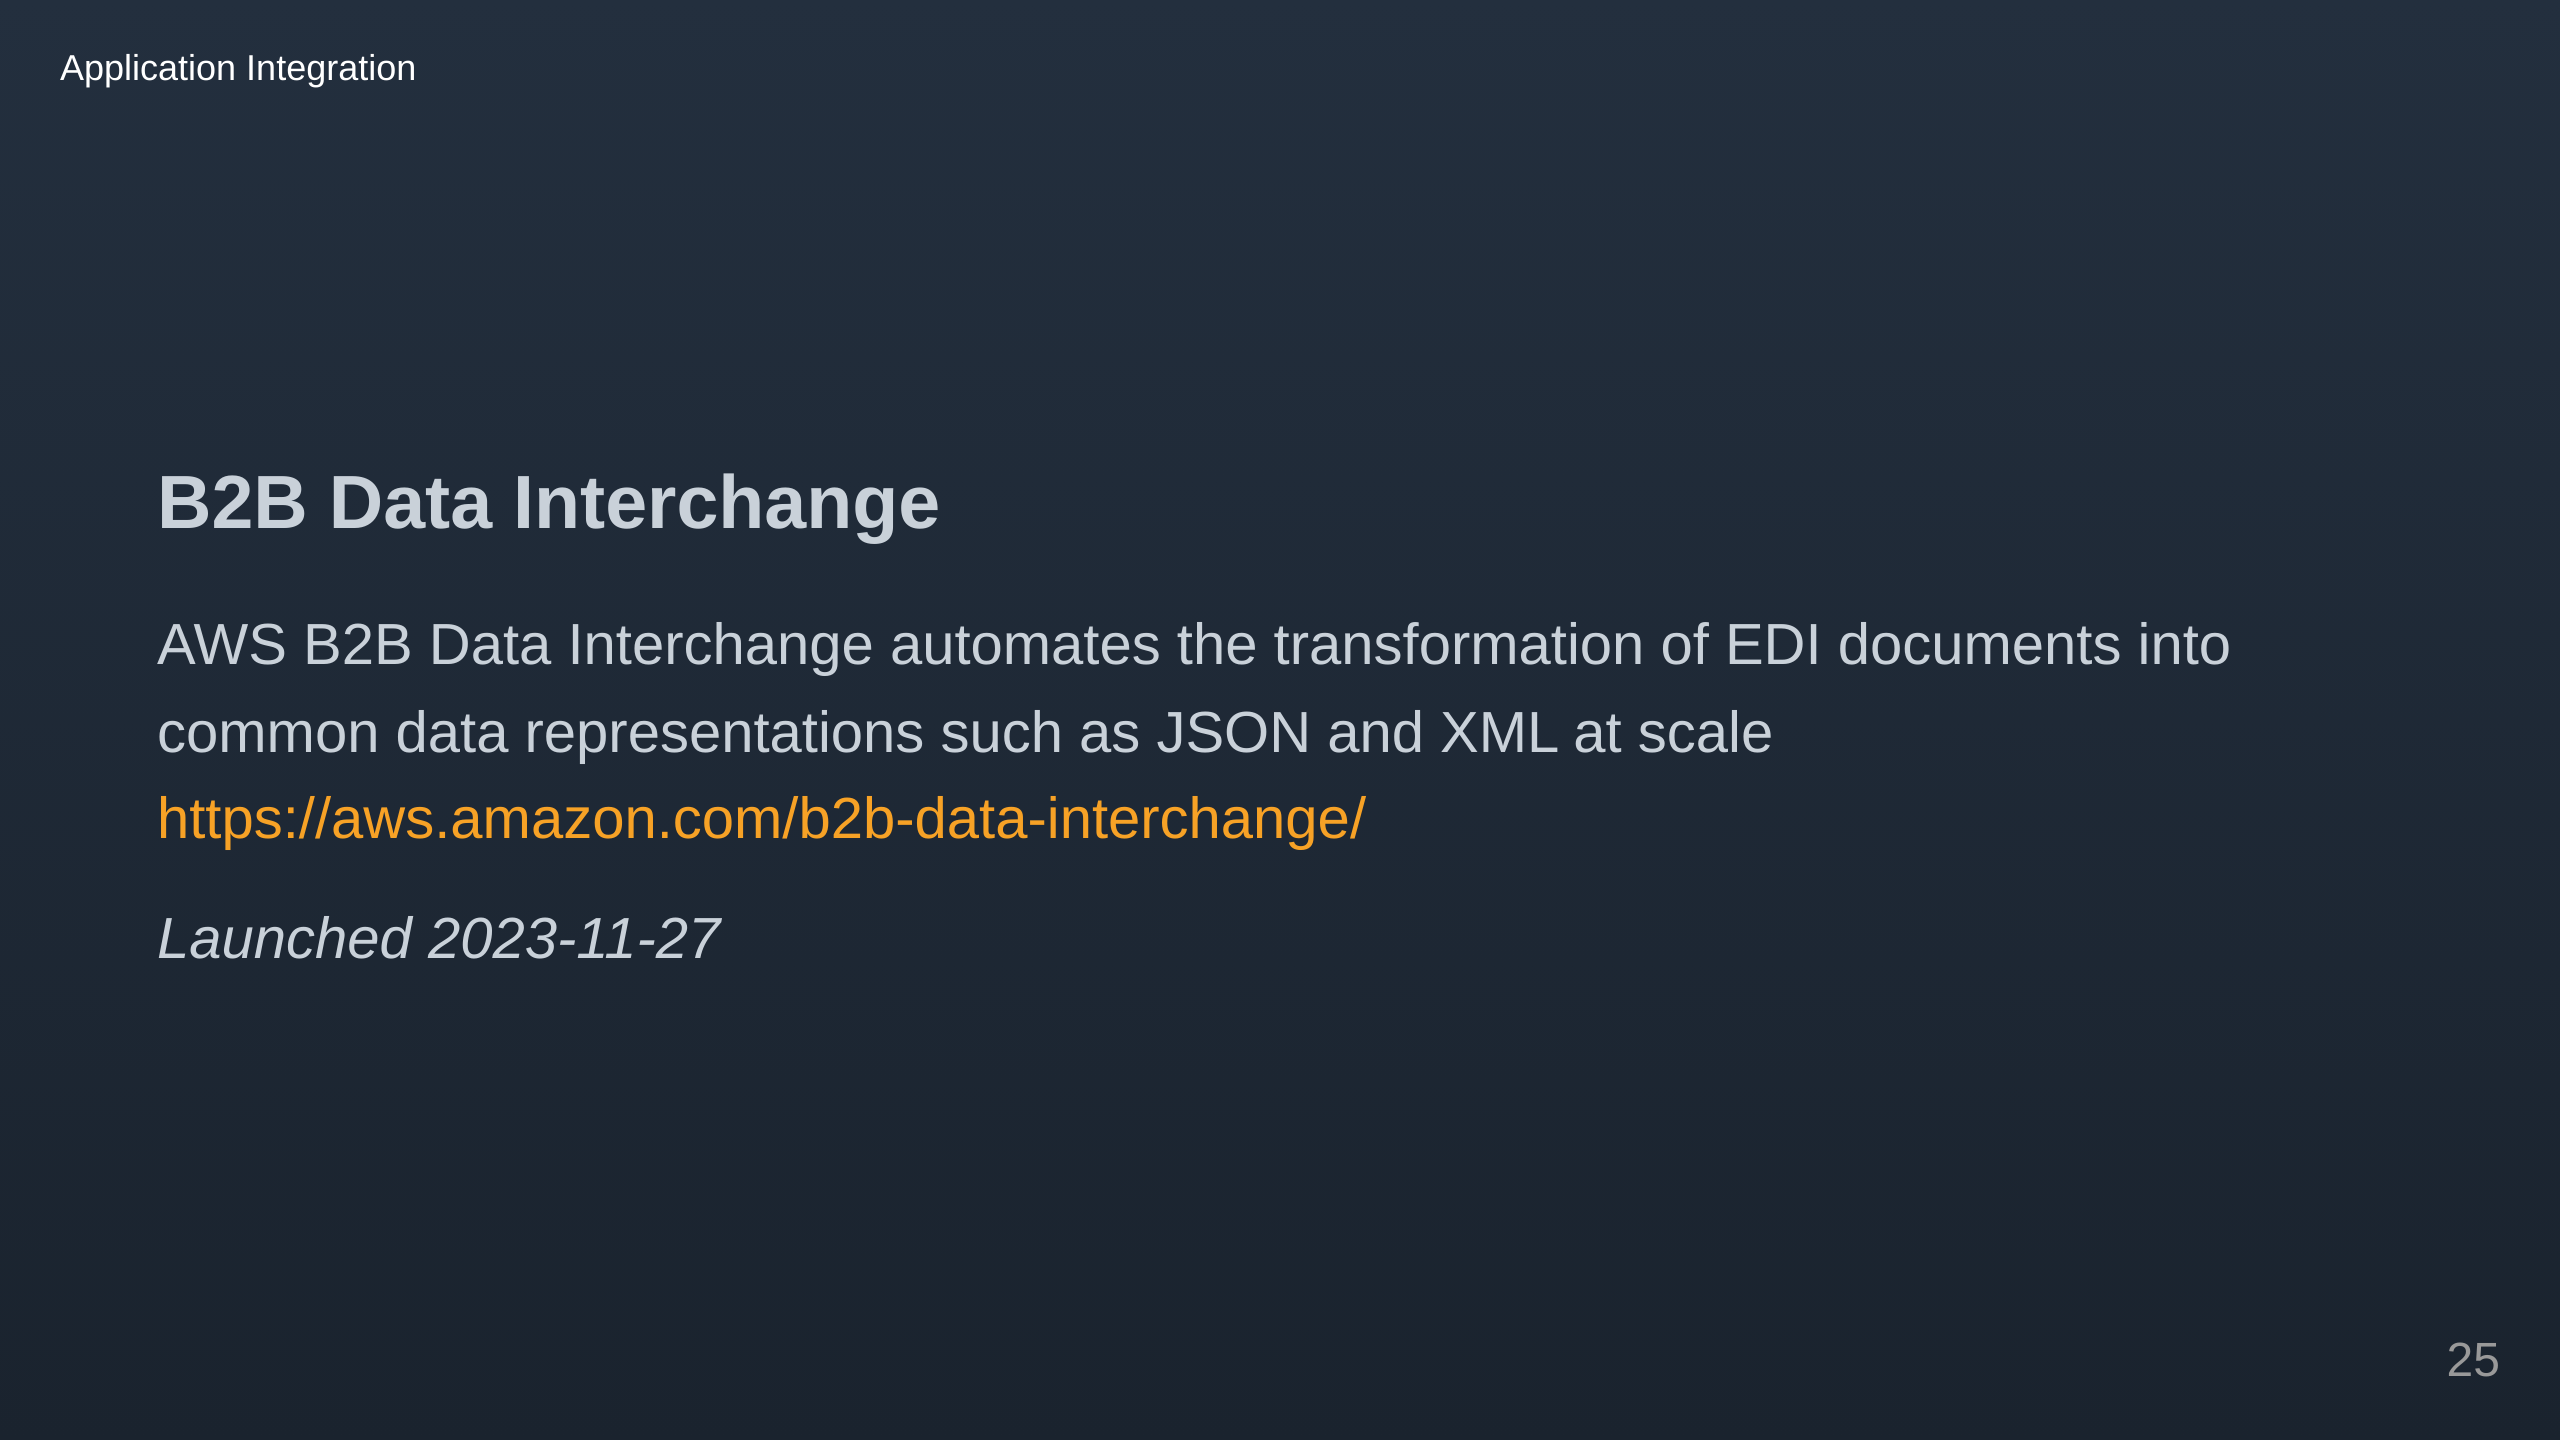 Application Integration
B2B Data Interchange
AWS B2B Data Interchange automates the transformation of EDI documents into
common data representations such as JSON and XML at scale
https://aws.amazon.com/b2b-data-interchange/
Launched 2023-11-27
25